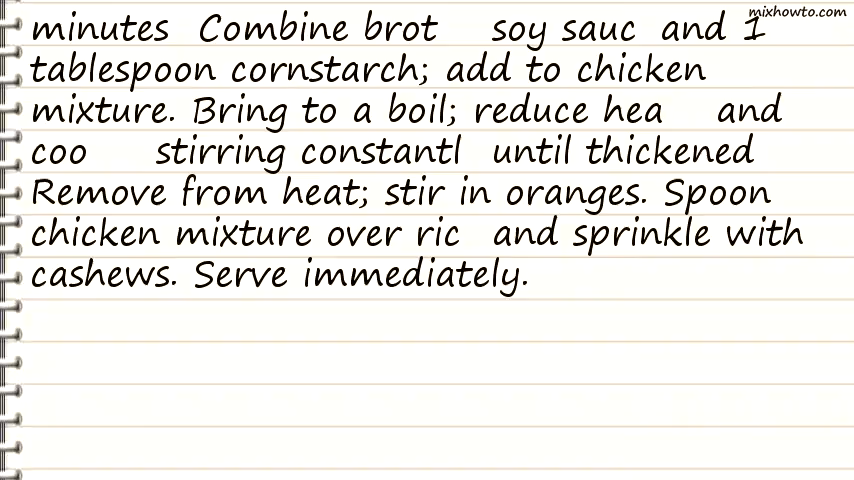 mixhowto.com
minutes Combine brot soy sauc and 1
tablespoon cornstarch; add to chicken
mixture. Bring to a boil; reduce hea and
coo stirring constantl until thickened
Remove from heat; stir in oranges. Spoon
chicken mixture over ric and sprinkle with
cashews. Serve immediately.